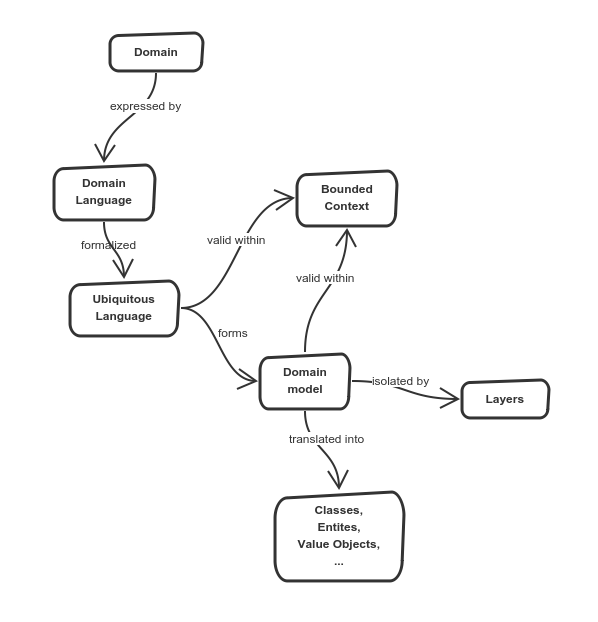 Domain
expressed by
Domain
Language
formalized
Ubiquitous
Language
valid within
Bounded
Context
valid within
forms
Domain
model
isolated by
Layers
translated into
Classes,
Entites,
Value Objects,
...